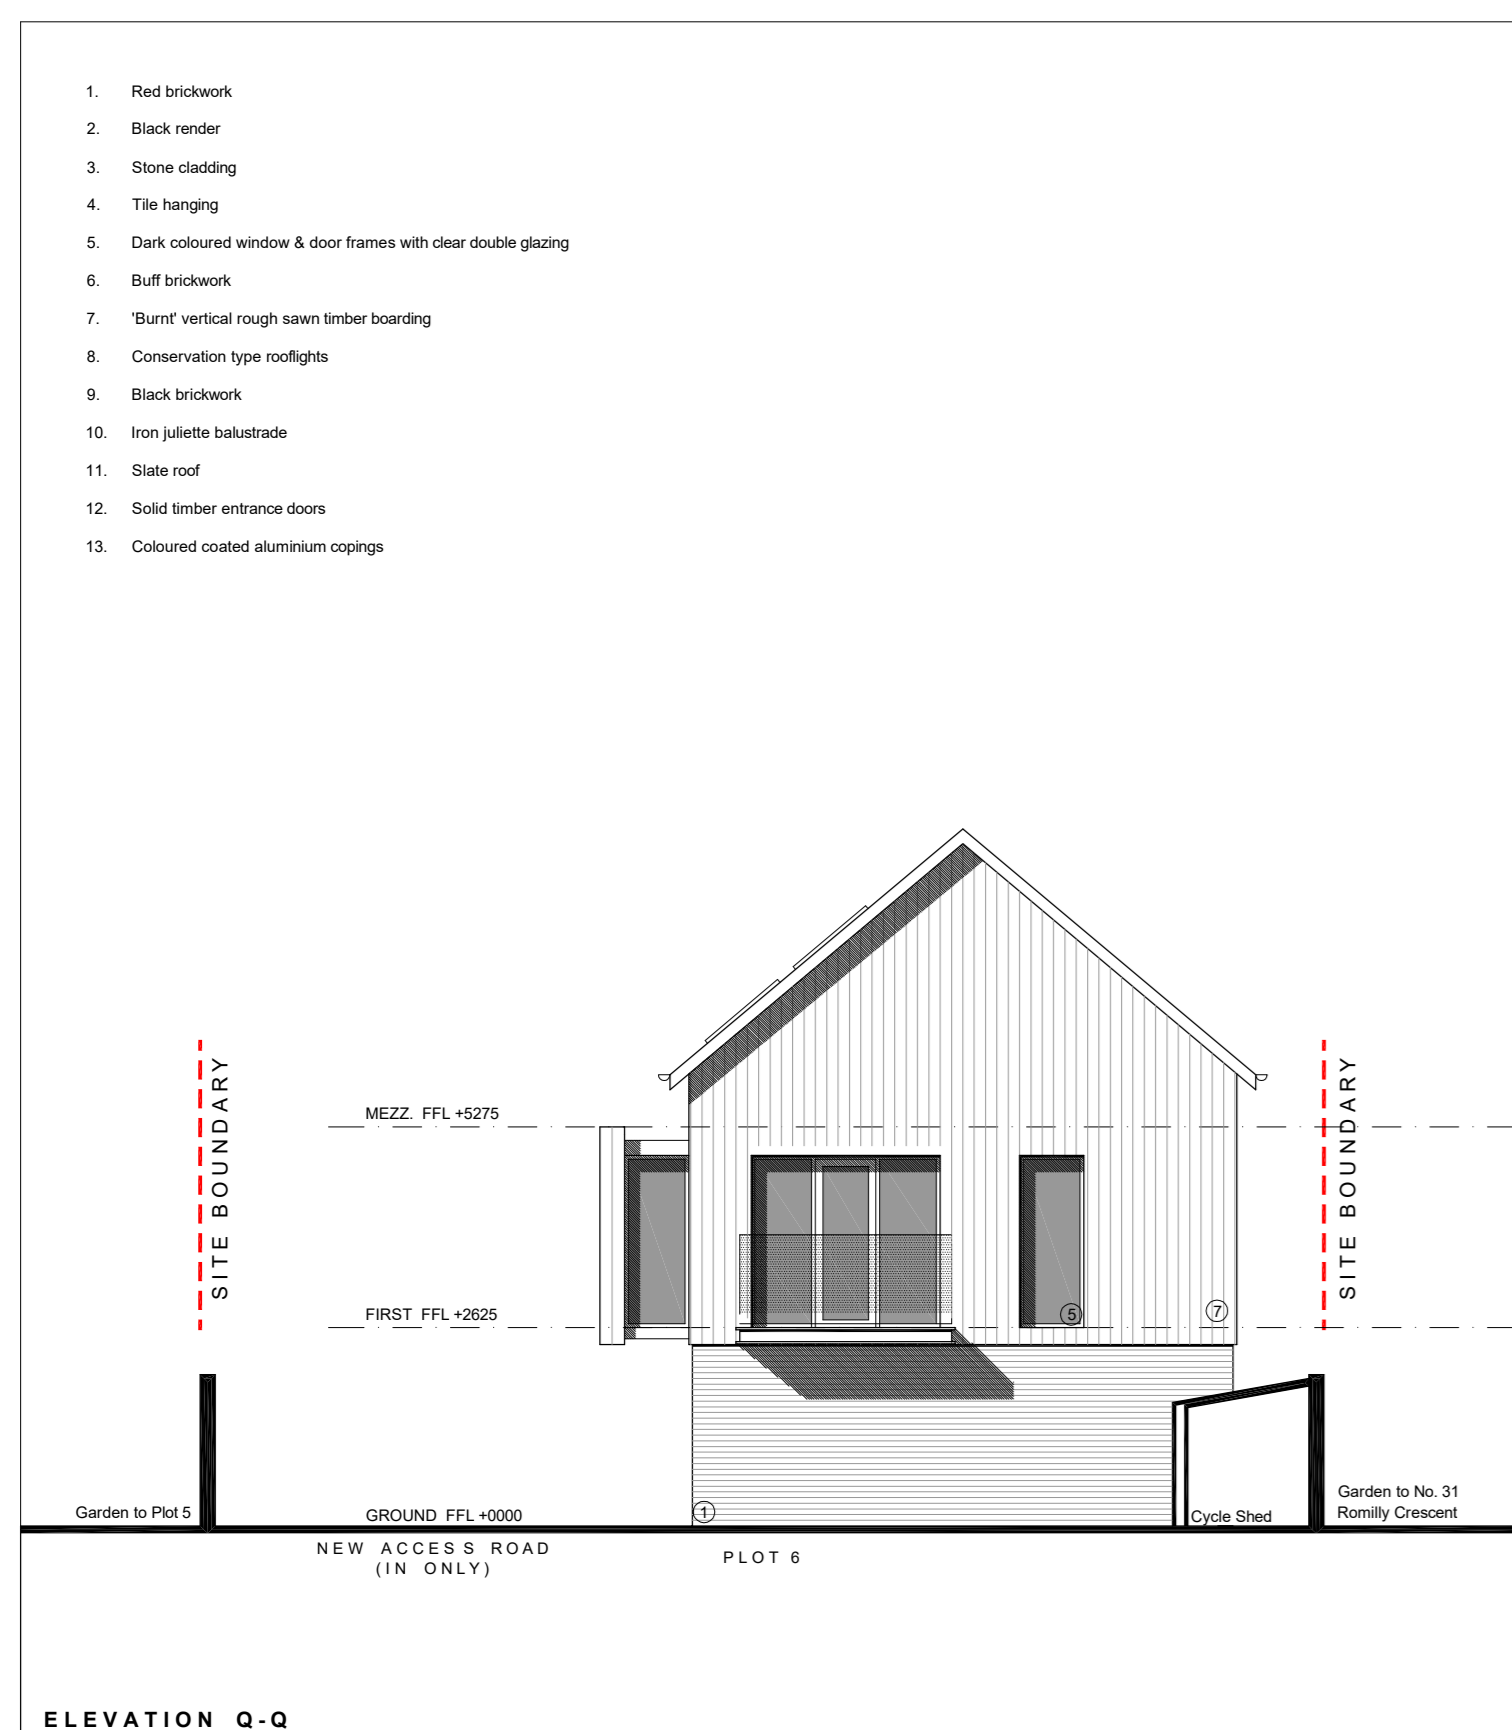 1. Red brickwork
2. Black render
3. Stone cladding
4. Tile hanging
5. Dark coloured window & door frames with clear double glazing
6. Buff brickwork
7. 'Burnt' vertical rough sawn timber boarding
8. Conservation type rooflights
9. Black brickwork
10. Iron juliette balustrade
11. Slate roof
12. Solid timber entrance doors
13. Coloured coated aluminium copings
SITE BOUNDARY
SITE BOUNDARY
MEZZ. FFL +5275
FIRST FFL +2625
5
7
Garden to Plot 5
GROUND FFL +0000
1
Cycle Shed
Garden to No. 31
Romilly Crescent
NEW ACCESS ROAD
(IN ONLY)
PLOT 6
ELEVATION Q-Q